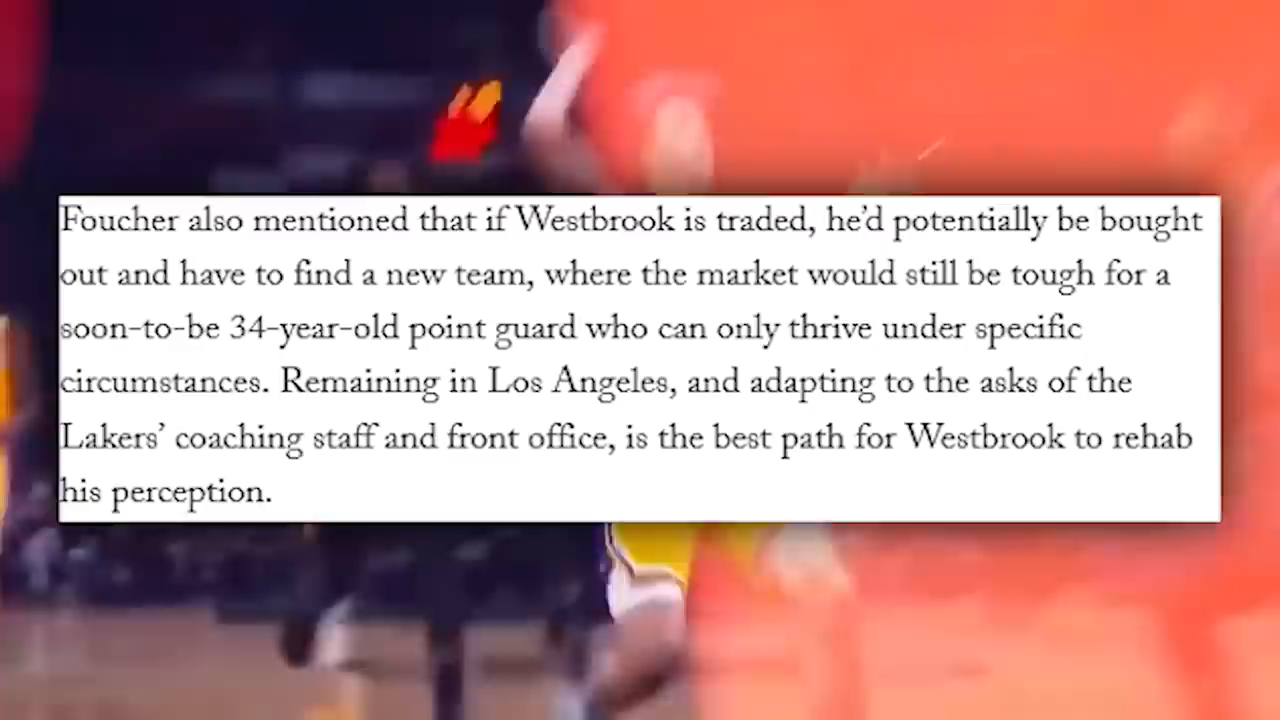 Foucher also mentioned that if Westbrook is traded, he’d potentially be bought
out and have to find a new team, where the market would still be tough for a
soon-to-be 34-year-old point guard who can only thrive under specific
circumstances. Remaining in Los Angeles, and adapting to the asks of the
Lakers’ coaching staff and front office, is the best path for Westbrook to rehab
his perception.